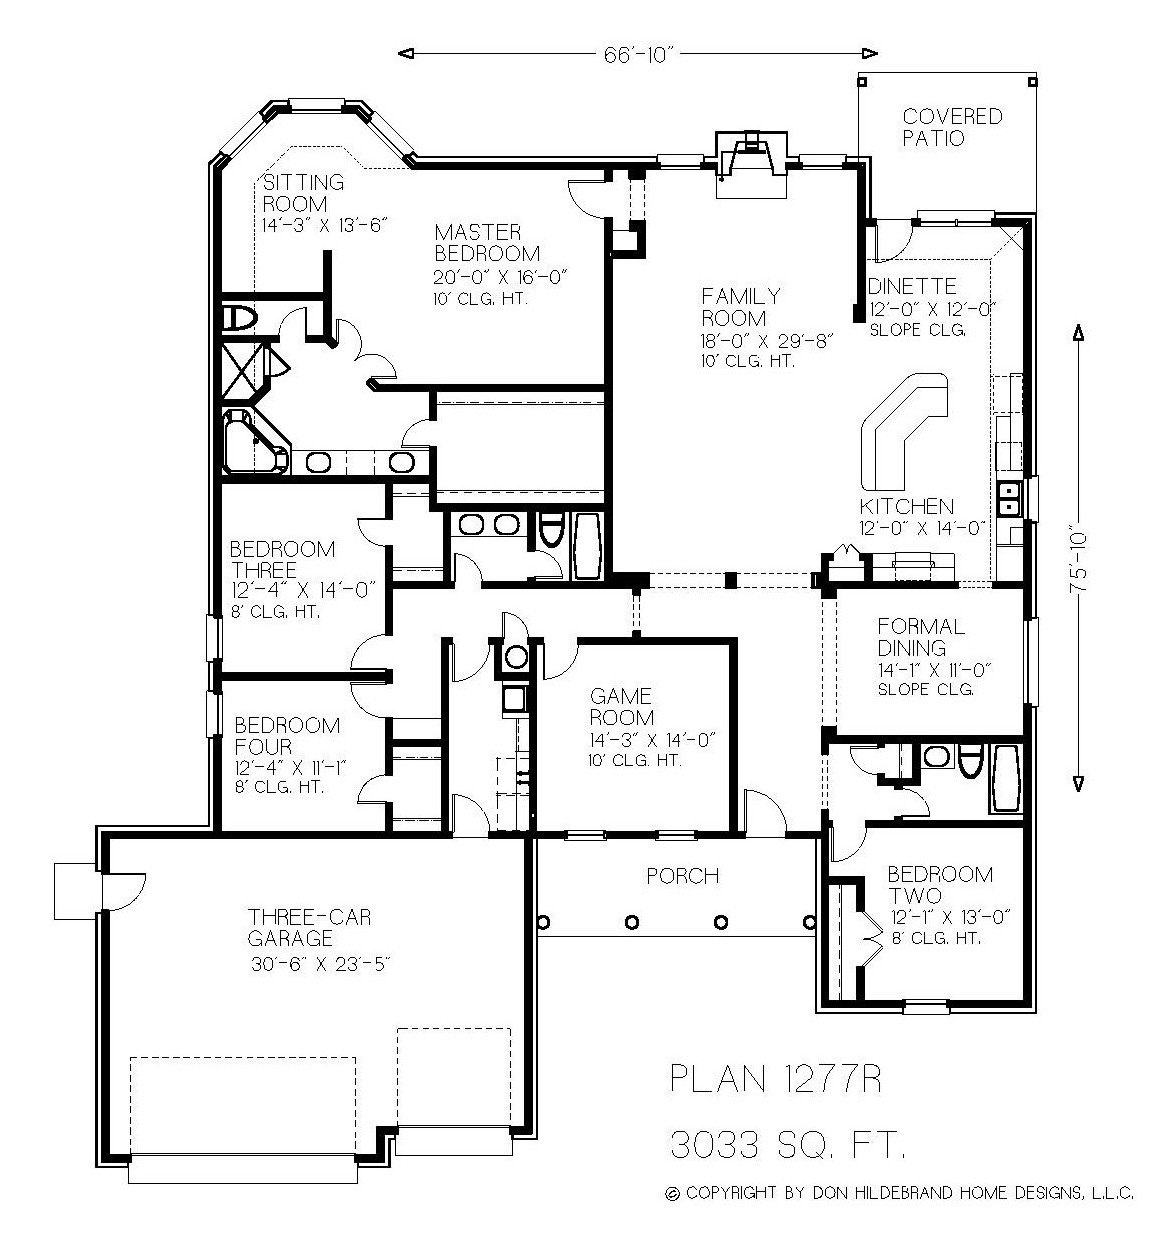 66'-10"
COVERED
PATIO
SITTING
ROOM
14'-3" X 13'-6"
MASTER
BEDROOM
20'-0" X 16'-0"
10' CLG. HT.
FAMILY
ROOM
18'-0" X 29'-8"
10' CLG. HT.
DINETTE
12'-0" X 12'-0"
SLOPE CLG.
KITCHEN
12'-0" X 14'-0"
75'-10"
BEDROOM
THREE
12'-4" X 14'-0"
8' CLG. HT.
FORMAL
DINING
14'-1" X 11'-0"
SLOPE CLG.
GAME
ROOM
14'-3" X 14'-0"
10' CLG. HT.
BEDROOM
FOUR
12'-4" X 11'-1"
8' CLG. HT.
PORCH
BEDROOM
TWO
12'-1" X 13'-0"
8' CLG. HT.
THREE-CAR
GARAGE
30'-6" X 23'-5"
PLAN 1277R
3033 SQ. FT.
© COPYRIGHT BY DON HILDEBRAND HOME DESIGNS, L.L.C.